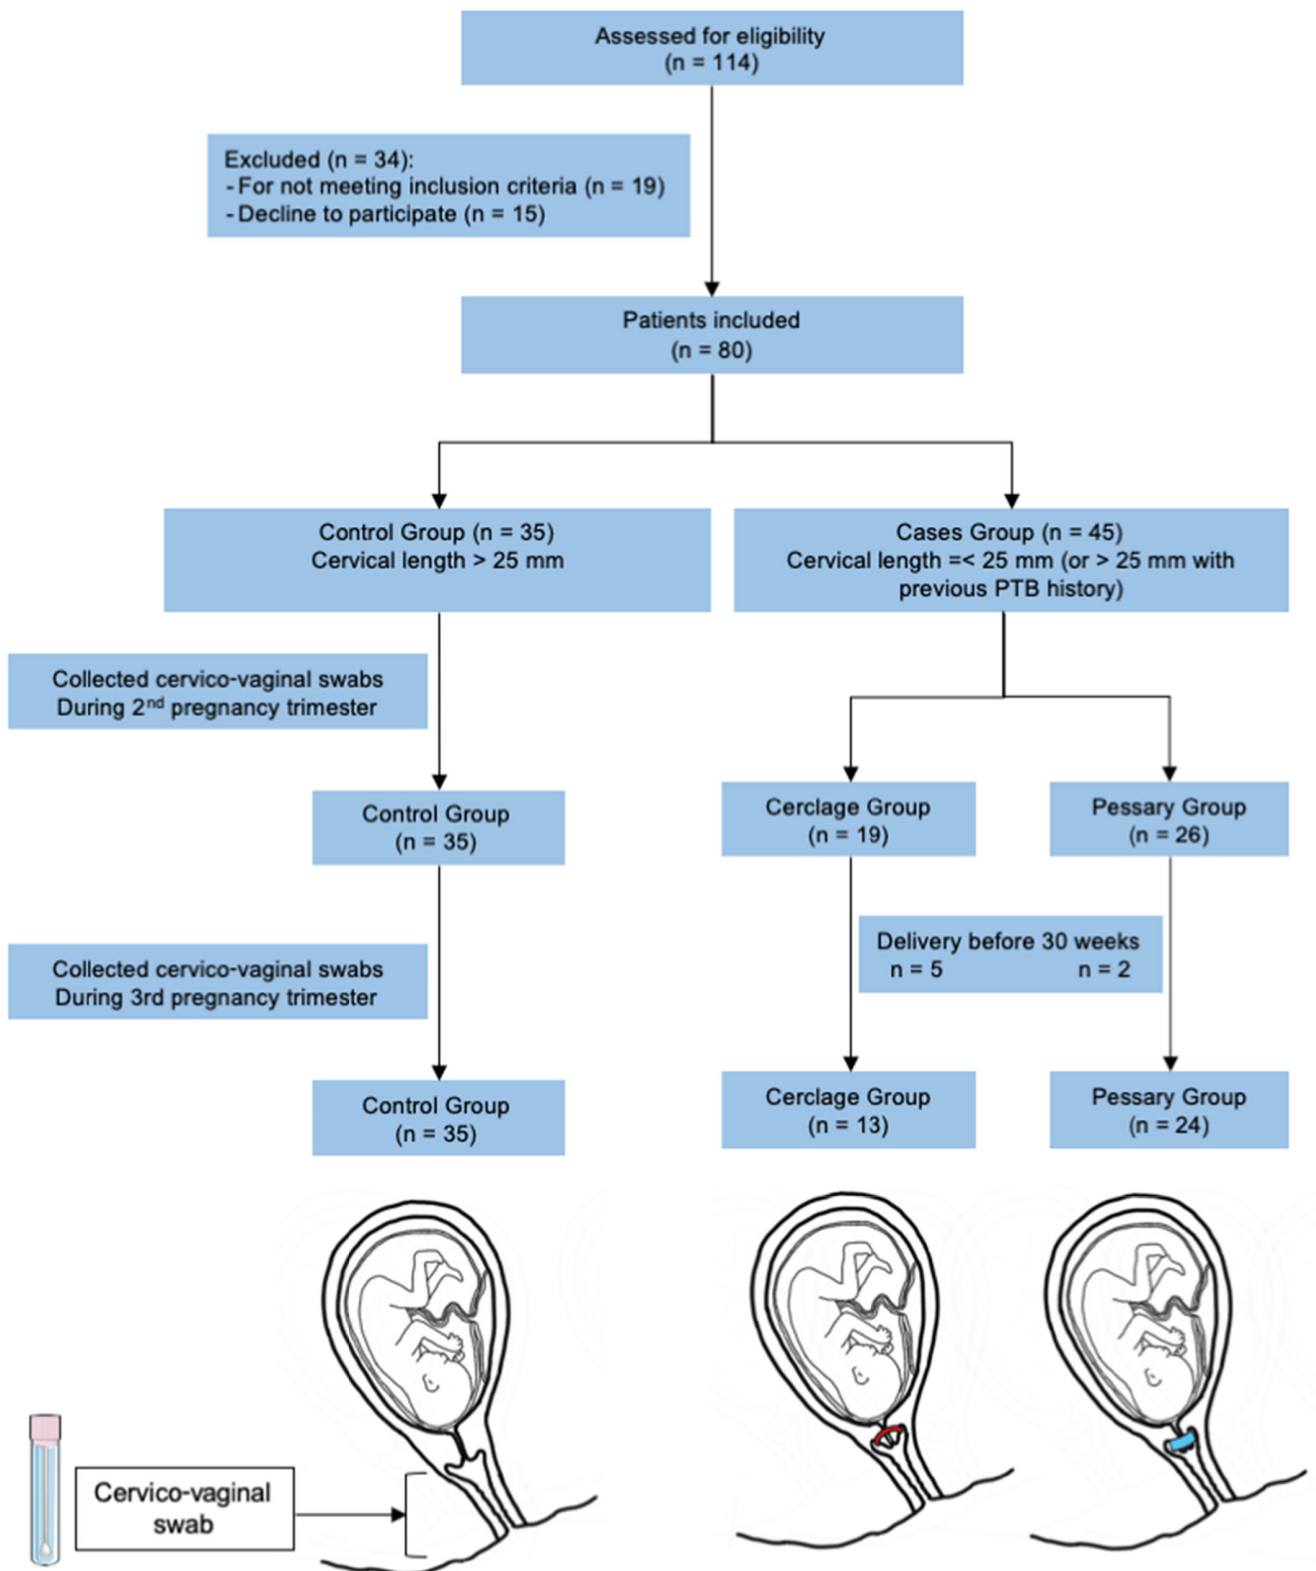 Assessed for eligibility
(n = 114)
Excluded (n = 34):
- For not meeting inclusion criteria (n = 19)
- Decline to participate (n = 15)
Patients included
(n = 80)
Control Group (n = 35)
Cervical length > 25 mm
Cases Group (n = 45)
Cervical length =< 25 mm (or > 25 mm with
previous PTB history)
Collected cervico-vaginal swabs
During 2nd pregnancy trimester
Control Group
(n = 35)
Cerclage Group
(n = 19)
Pessary Group
(n = 26)
Delivery before 30 weeks
n = 5 n = 2
Collected cervico-vaginal swabs
During 3rd pregnancy trimester
Control Group
(n = 35)
Cerclage Group
(n = 13)
Pessary Group
(n = 24)
Cervico-vaginal
swab